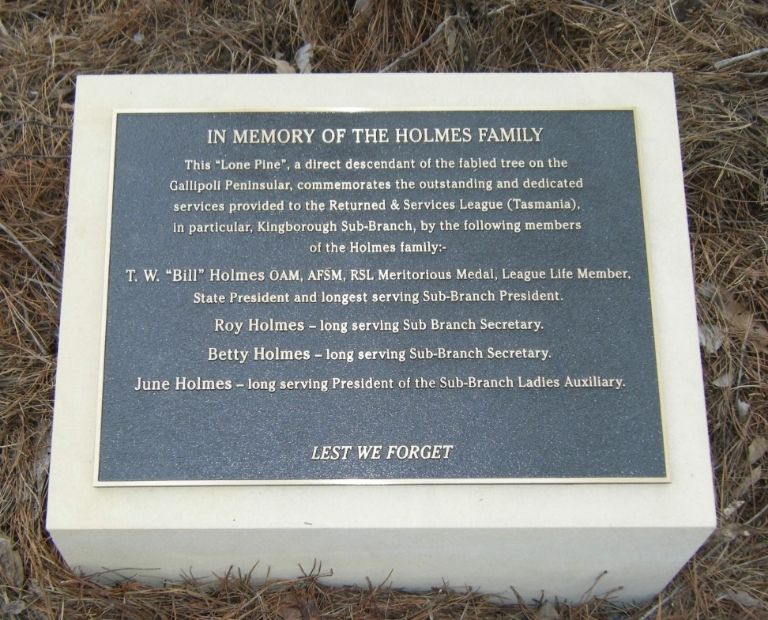 IN MEMORY OF THE HOLMES FAMILY
This "Lone Pine", a direct descendant of the fabled tree on the
Gallipoli Peninsular, commemorates the outstanding and dedicated
services provided to the Returned & Services League (Tasmania),
in particular, Kingborough Sub-Branch, by the following members
of the Holmes family:-
T. W. "Bill" Holmes OAM, AFSM, RSL Meritorious Medal, League Life Member,
State President and longest serving Sub-Branch President.
Roy Holmes – long serving Sub Branch Secretary.
Betty Holmes – long serving Sub-Branch Secretary.
June Holmes – long serving President of the Sub-Branch Ladies Auxiliary.
LEST WE FORGET